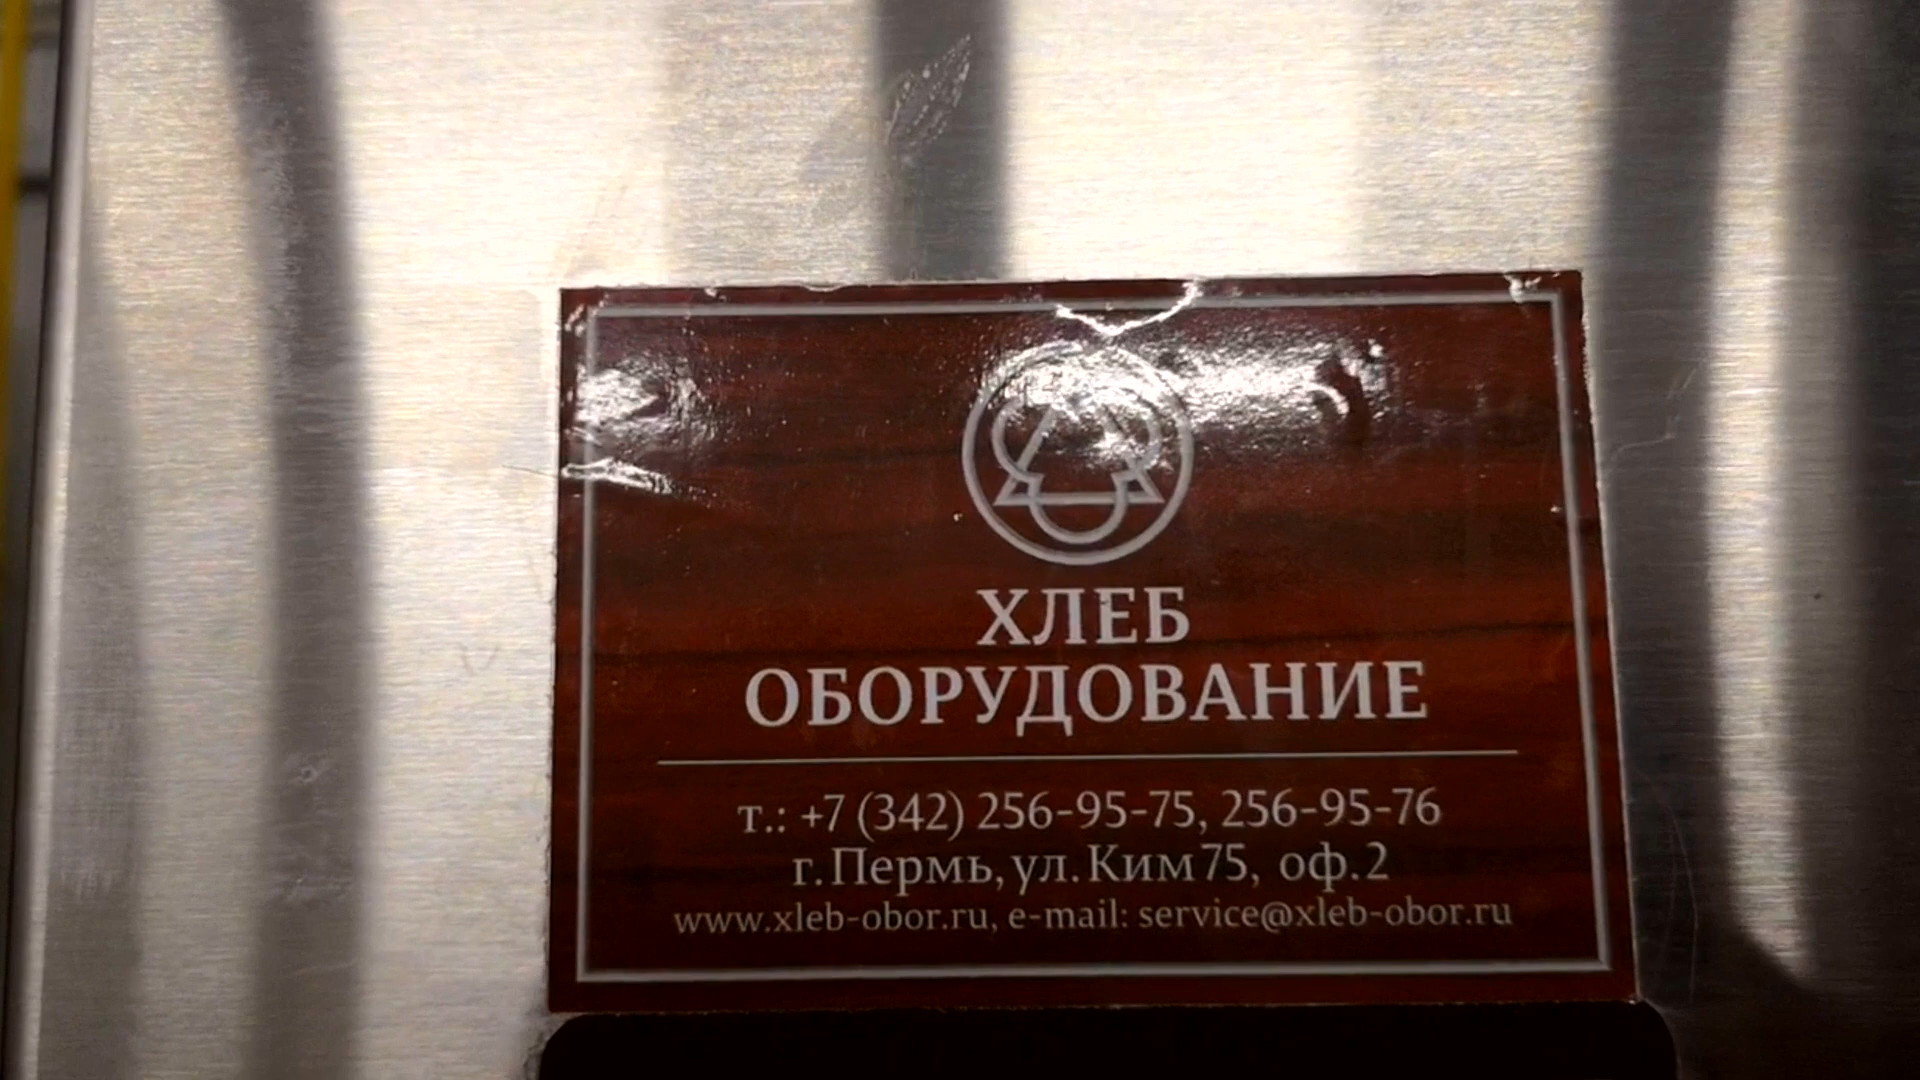 ХЛЕБ
ОБОРУДОВАНИЕ
т.: +7 (342) 256-95-75, 256-95-76
г. Пермь, ул. Ким 75, оф.2
www.xleb-obor.ru, e-mail: service@xleb-obor.ru